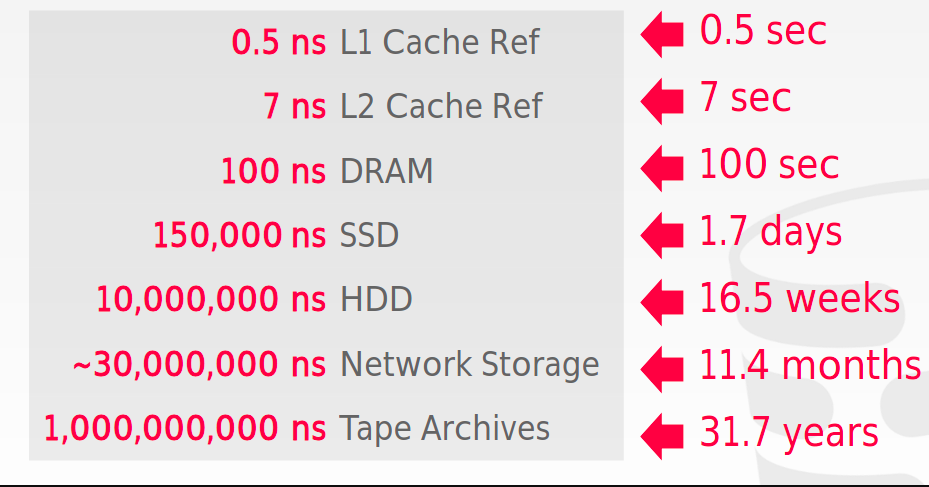 0.5 ns L1 Cache Ref 0.5 sec
7 ns L2 Cache Ref 7 sec
100 ns DRAM 100 sec
150,000 ns SSD 1.7 days
10,000,000 ns HDD 16.5 weeks
~30,000,000 ns Network Storage 11.4 months
1,000,000,000 ns Tape Archives 31.7 years